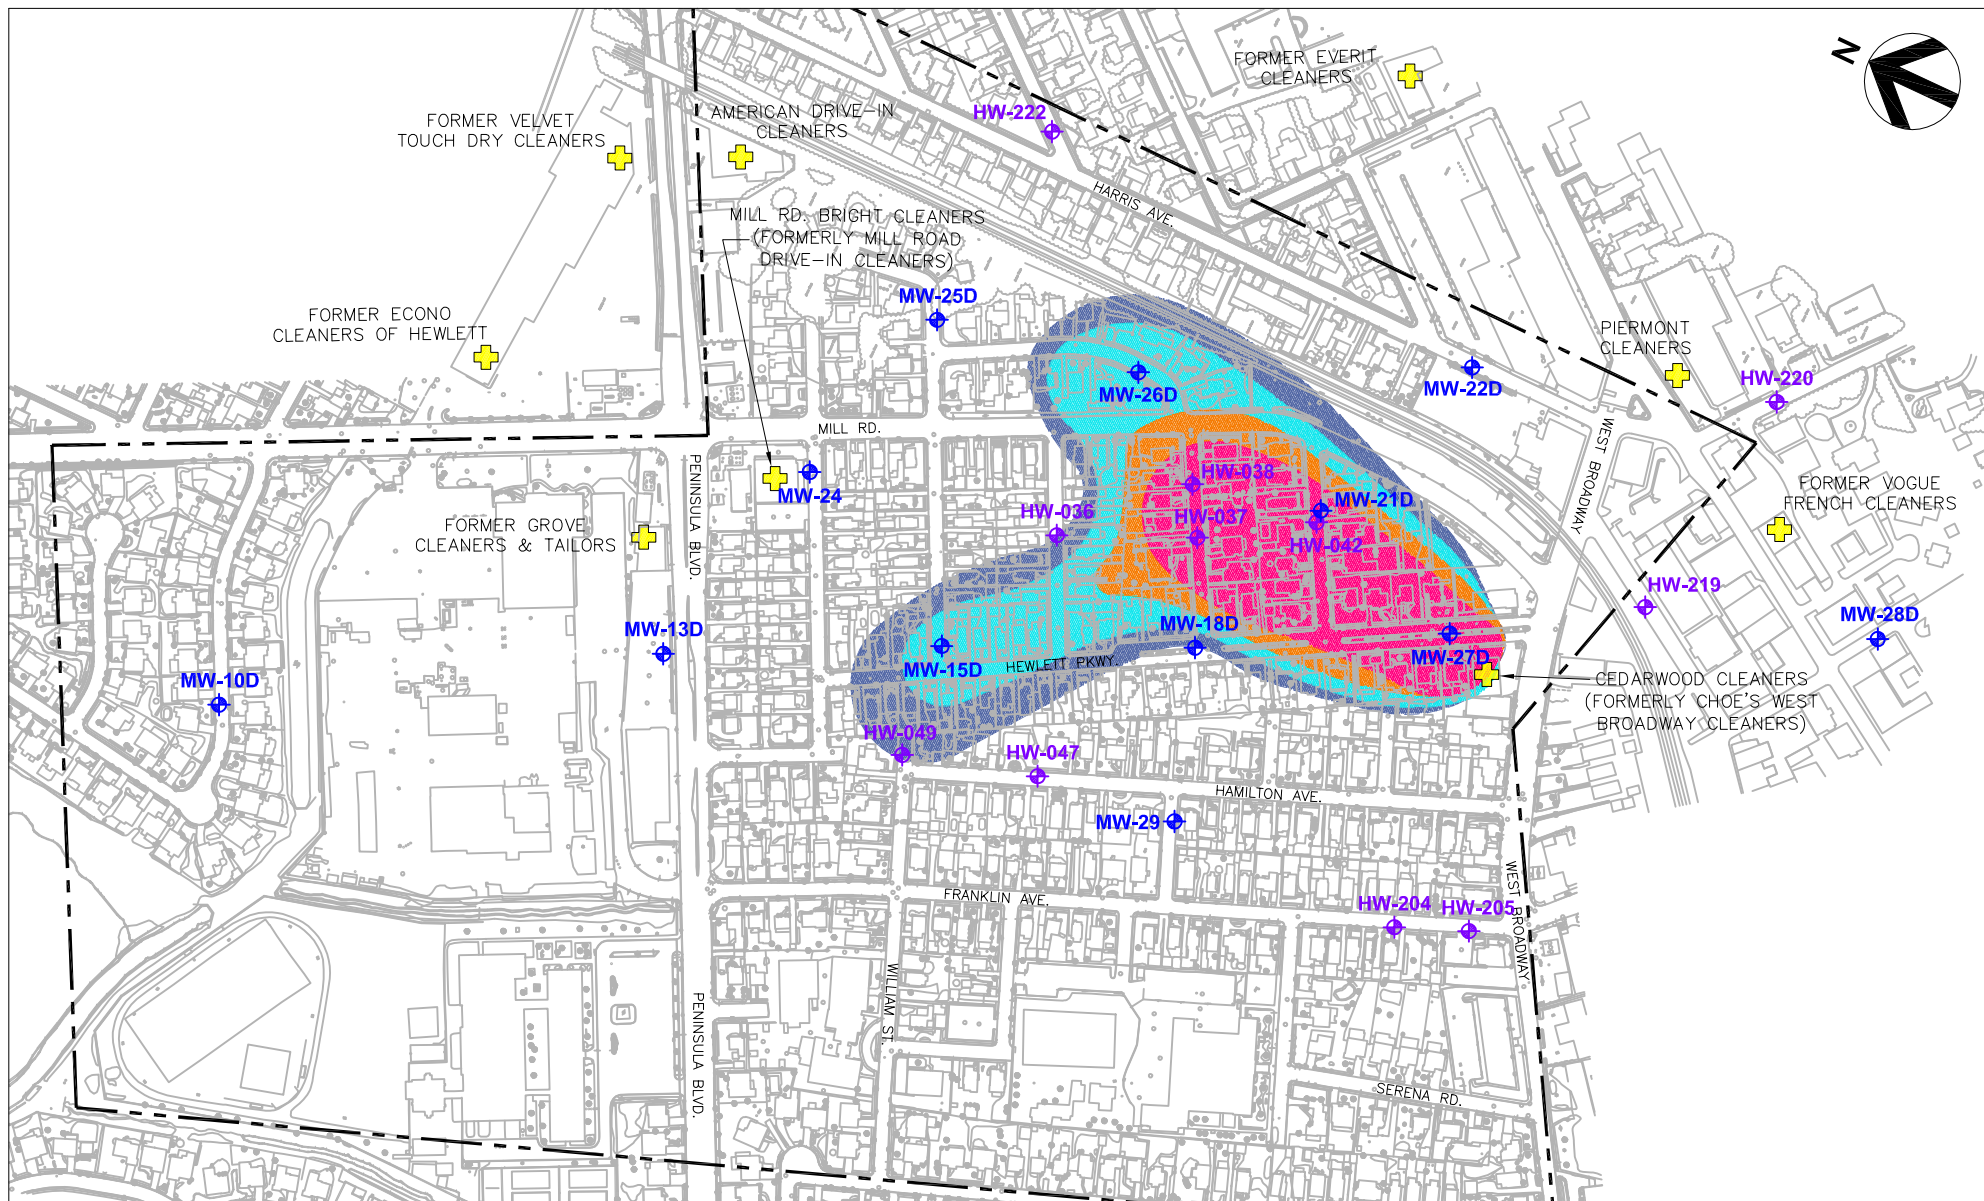 N
FORMER EVERIT
CLEANERS
HW-222
AMERICAN DRIVE-IN
CLEANERS
FORMER VELVET
TOUCH DRY CLEANERS
HARRIS AVE.
MILL RD. BRIGHT CLEANERS
(FORMERLY MILL ROAD
DRIVE-IN CLEANERS)
MW-25D
FORMER ECONO
CLEANERS OF HEWLETT
PIERMONT
CLEANERS
MW-26D
MW-22D
HW-220
MILL RD.
WEST BROADWAY
PENINSULA BLVD.
HW-038
MW-24
MW-21D
FORMER VOGUE
FRENCH CLEANERS
HW-036
HW-037
HW-042
FORMER GROVE
CLEANERS & TAILORS
HW-219
MW-28D
MW-13D
MW-18D
MW-15D
HEWLETT PKWY.
MW-27D
MW-10D
CEDARWOOD CLEANERS
(FORMERLY CHOE'S WEST
BROADWAY CLEANERS)
HW-049
HW-047
HAMILTON AVE.
MW-29
FRANKLIN AVE.
HW-204
HW-205
WEST BROADWAY
PENINSULA BLVD.
WILLIAM ST.
SERENA RD.